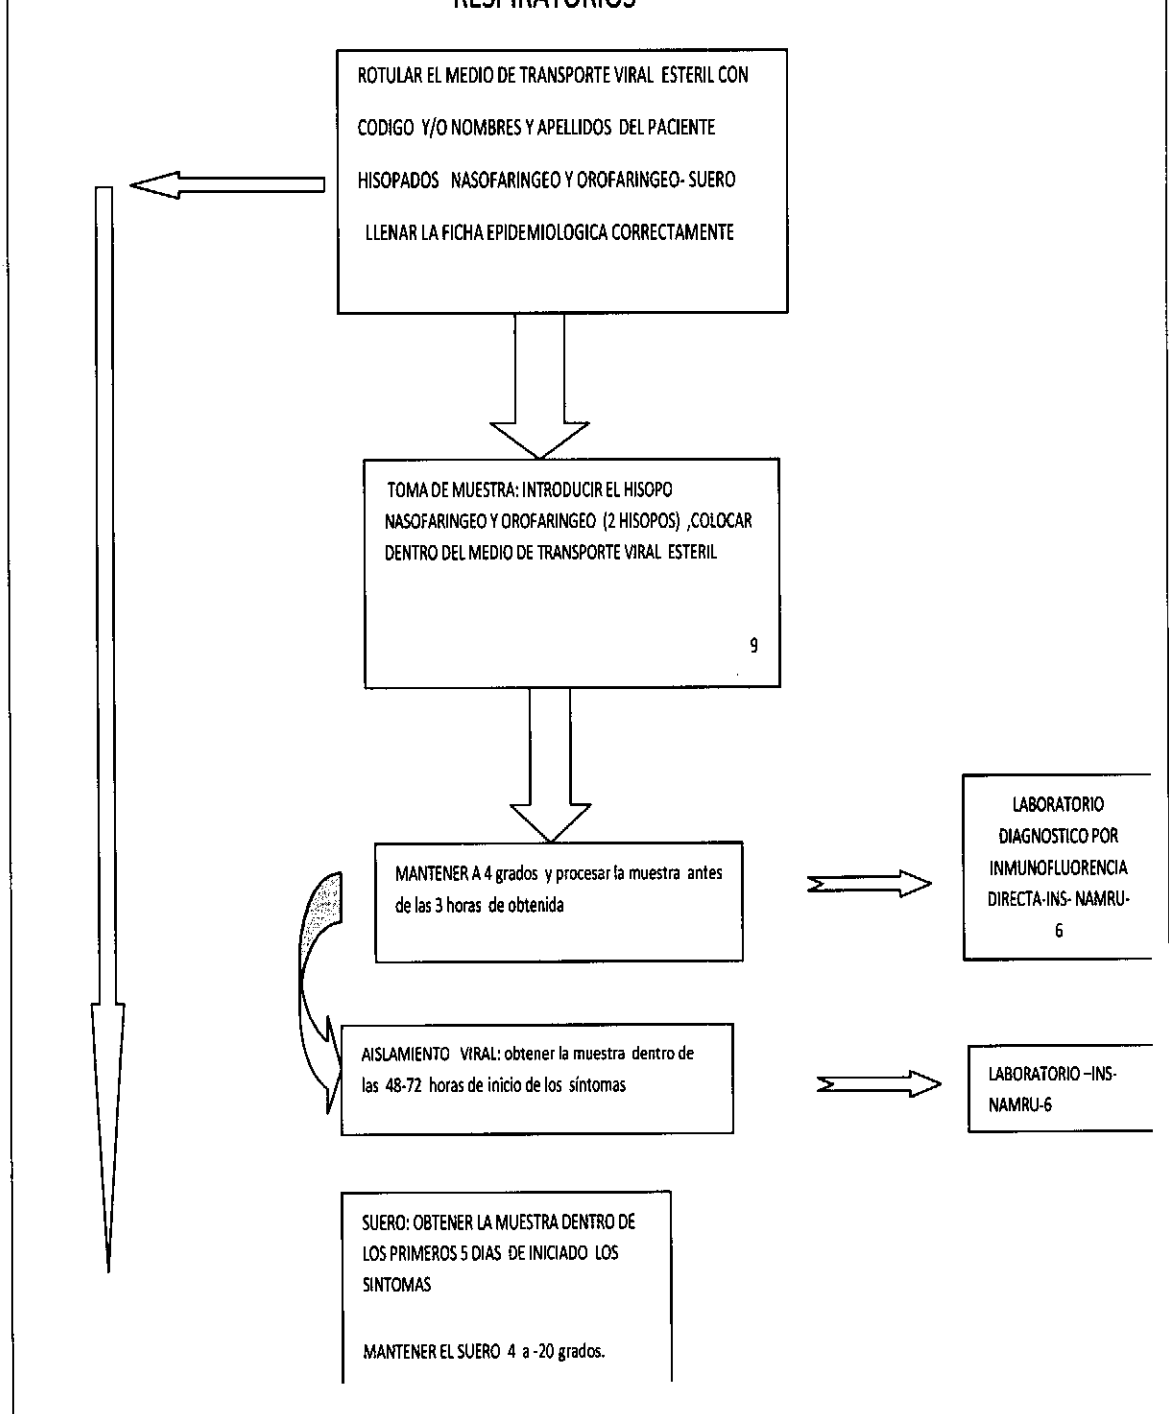 RESPIRATORIOS
ROTULAR EL MEDIO DE TRANSPORTE VIRAL ESTERIL CON
CODIGO Y/O NOMBRES Y APELLIDOS DEL PACIENTE
HISOPADOS NASOFARINGEO Y OROFARINGEO- SUERO
LLENAR LA FICHA EPIDEMIOLOGICA CORRECTAMENTE
TOMA DE MUESTRA: INTRODUCIR EL HISOPO
NASOFARINGEO Y OROFARINGEO (2 HISOPOS) ,COLOCAR
DENTRO DEL MEDIO DE TRANSPORTE VIRAL ESTERIL
9
MANTENER A 4 grados y procesar la muestra antes
de las 3 horas de obtenida
LABORATORIO
DIAGNOSTICO POR
INMUNOFLUORENCIA
DIRECTA-INS- NAMRU-
6
AISLAMIENTO VIRAL: obtener la muestra dentro de
las 48-72 horas de inicio de los síntomas
LABORATORIO –INS-
NAMRU-6
SUERO: OBTENER LA MUESTRA DENTRO DE
LOS PRIMEROS 5 DIAS DE INICIADO LOS
SINTOMAS
MANTENER EL SUERO 4 a -20 grados.